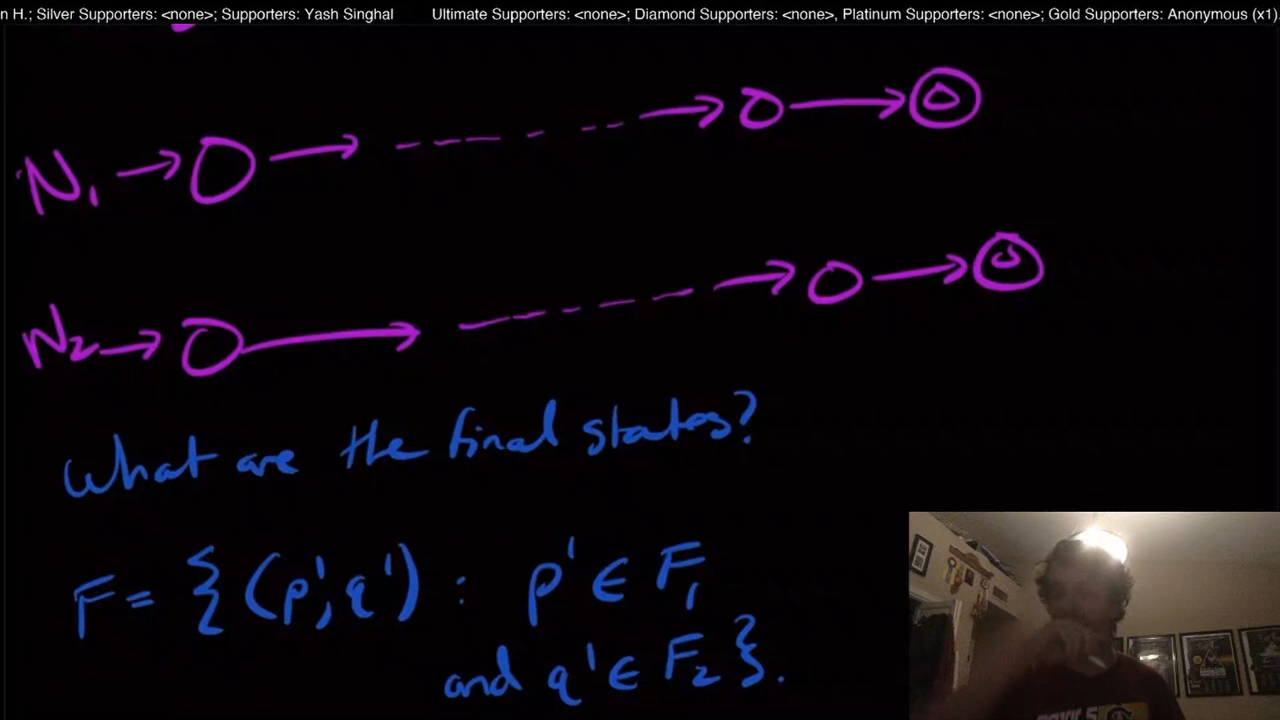 n H.; Silver Supporters: <none>; Supporters: Yash Singhal Ultimate Supporters: <none>; Diamond Supporters: <none>, Platinum Supporters: <none>; Gold Supporters: Anonymous (x1)
N₁
N₂
What are the final states?
F = { (p', q') : p' ∈ F₁
and q' ∈ F₂ }.